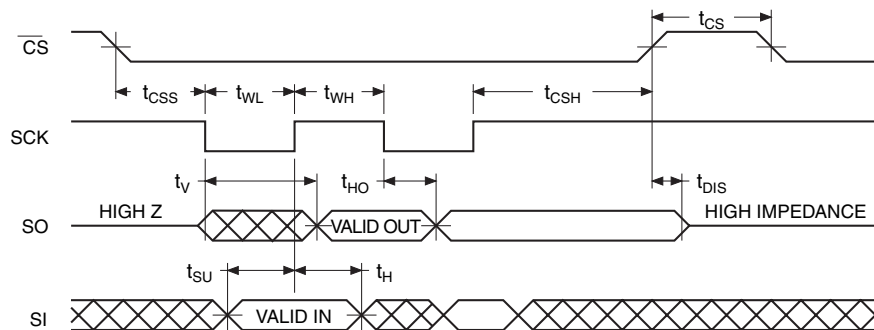 t_CS
C̅S̅
t_CSS t_WL t_WH t_CSH
SCK
t_V t_HO t_DIS
HIGH Z VALID OUT HIGH IMPEDANCE
SO
t_SU t_H
SI VALID IN